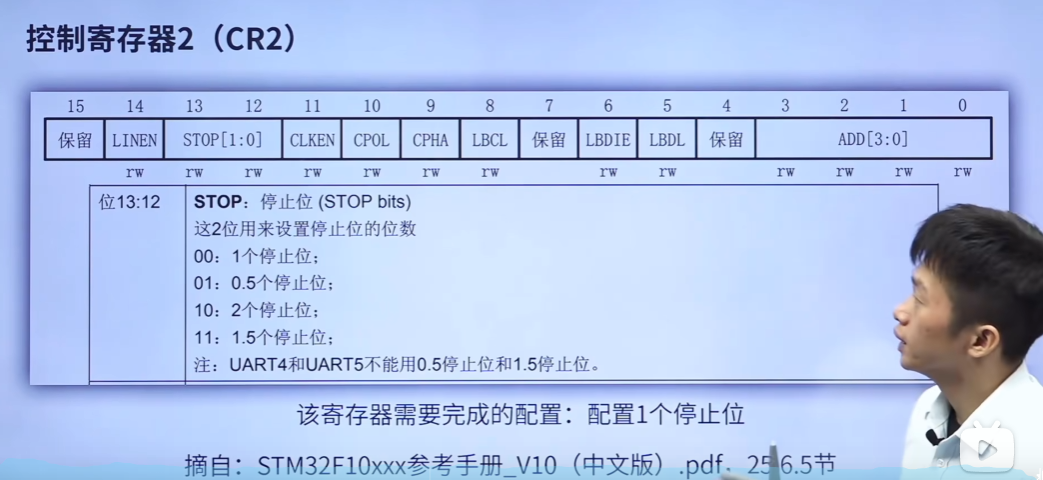 控制寄存器2（CR2）
15 14 13 12 11 10 9 8 7 6 5 4 3 2 1 0
保留 LINEN STOP[1:0] CLKEN CPOL CPHA LBCL 保留 LBDIE LBDL 保留 ADD[3:0]
rw rw rw rw rw rw rw rw rw rw rw rw rw
位13:12 STOP：停止位 (STOP bits)
这2位用来设置停止位的位数
00：1个停止位；
01：0.5个停止位；
10：2个停止位；
11：1.5个停止位；
注：UART4和UART5不能用0.5停止位和1.5停止位。
该寄存器需要完成的配置：配置1个停止位
摘自：STM32F10xxx参考手册_V10（中文版）.pdf，25.6.5节